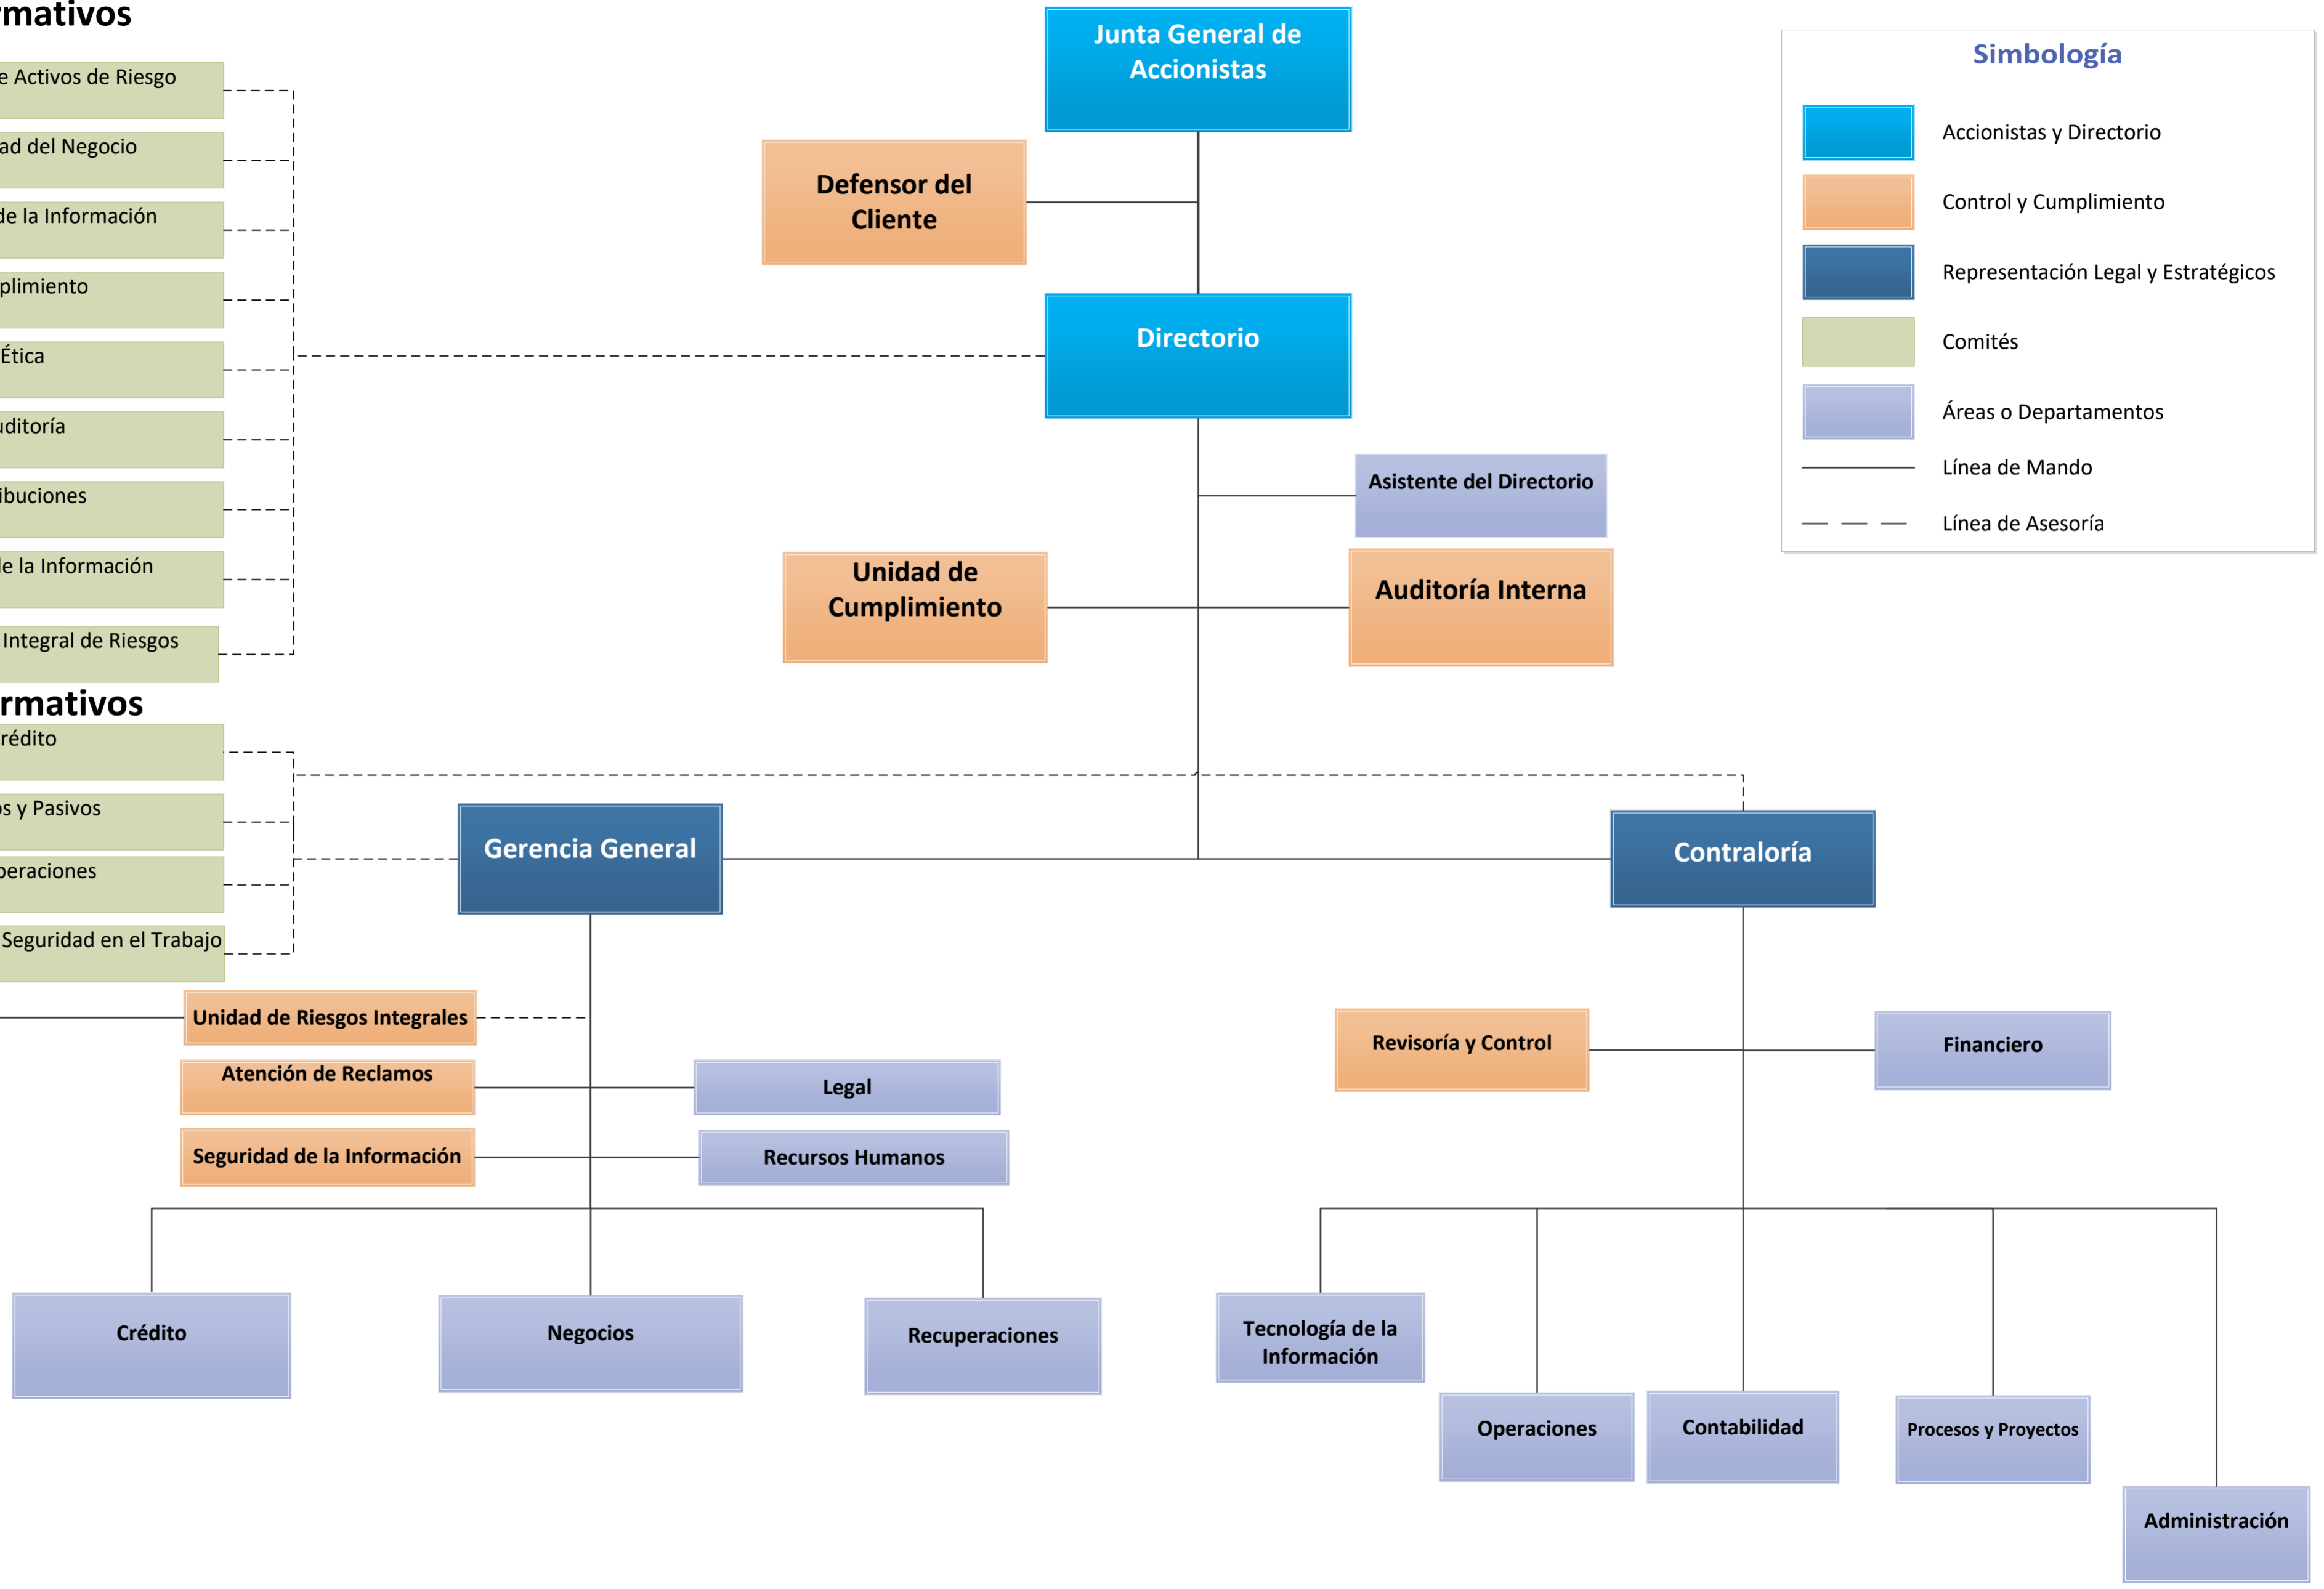 rmativos
e Activos de Riesgo
ad del Negocio
de la Información
plimiento
Ética
uditoría
ibuciones
de la Información
Integral de Riesgos
rmativos
rédito
os y Pasivos
peraciones
Seguridad en el Trabajo
Junta General de
Accionistas
Defensor del
Cliente
Directorio
Asistente del Directorio
Unidad de
Cumplimiento
Auditoría Interna
Simbología
Accionistas y Directorio
Control y Cumplimiento
Representación Legal y Estratégicos
Comités
Áreas o Departamentos
Línea de Mando
Línea de Asesoría
Gerencia General
Contraloría
Unidad de Riesgos Integrales
Atención de Reclamos
Legal
Seguridad de la Información
Recursos Humanos
Revisoría y Control
Financiero
Crédito
Negocios
Recuperaciones
Tecnología de la
Información
Operaciones
Contabilidad
Procesos y Proyectos
Administración